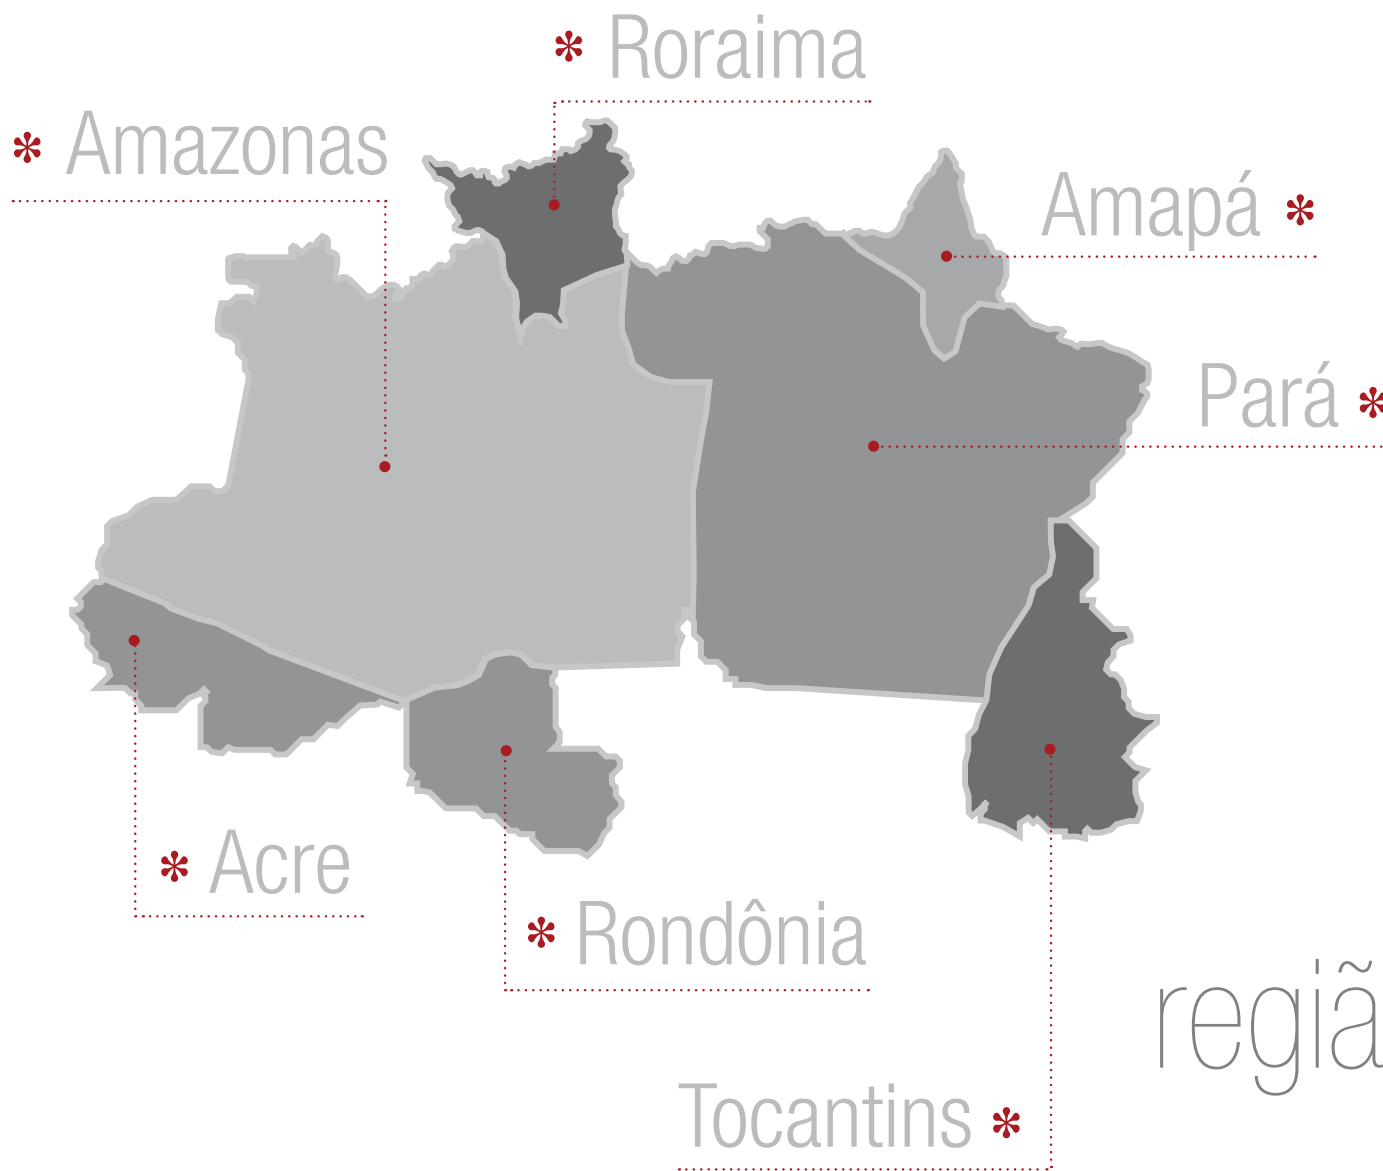 * Roraima
* Amazonas
Amapá *
Pará *
* Acre
* Rondônia
regiã
Tocantins *